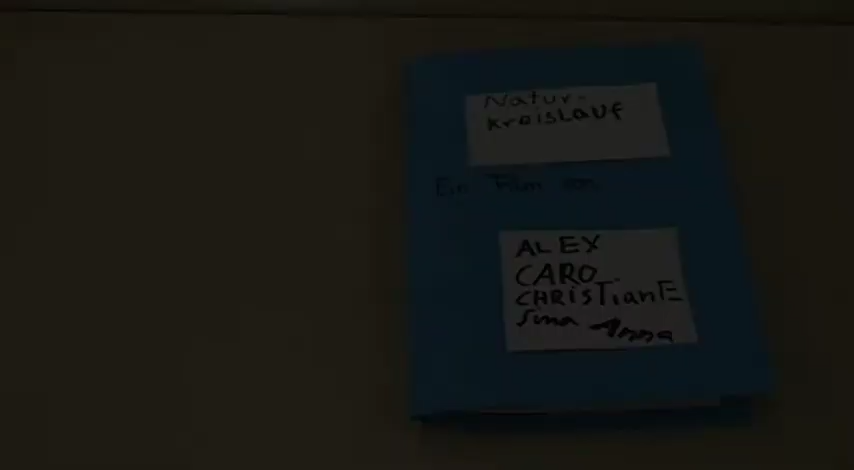 Natur-
kreisLauf
Ein Film von
ALEX
CARO
CHRISTianE
Sina Anna